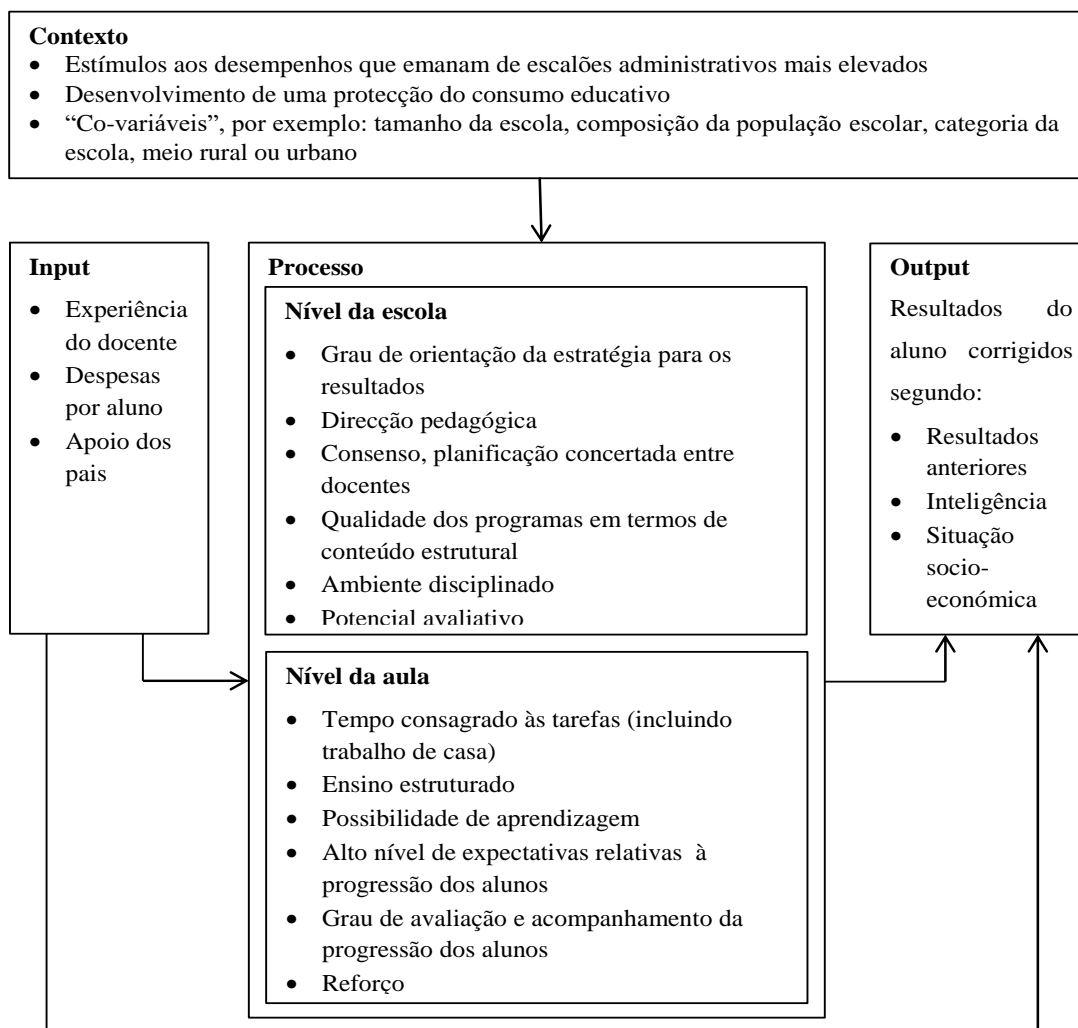 Contexto
• Estímulos aos desempenhos que emanam de escalões administrativos mais elevados
• Desenvolvimento de uma protecção do consumo educativo
• “Co-variáveis”, por exemplo: tamanho da escola, composição da população escolar, categoria da
escola, meio rural ou urbano
Input
• Experiência
do docente
• Despesas
por aluno
• Apoio dos
pais
Processo
Nível da escola
• Grau de orientação da estratégia para os
resultados
• Direcção pedagógica
• Consenso, planificação concertada entre
docentes
• Qualidade dos programas em termos de
conteúdo estrutural
• Ambiente disciplinado
• Potencial avaliativo
Nível da aula
• Tempo consagrado às tarefas (incluindo
trabalho de casa)
• Ensino estruturado
• Possibilidade de aprendizagem
• Alto nível de expectativas relativas à
progressão dos alunos
• Grau de avaliação e acompanhamento da
progressão dos alunos
• Reforço
Output
Resultados do
aluno corrigidos
segundo:
• Resultados
anteriores
• Inteligência
• Situação
socio-
económica